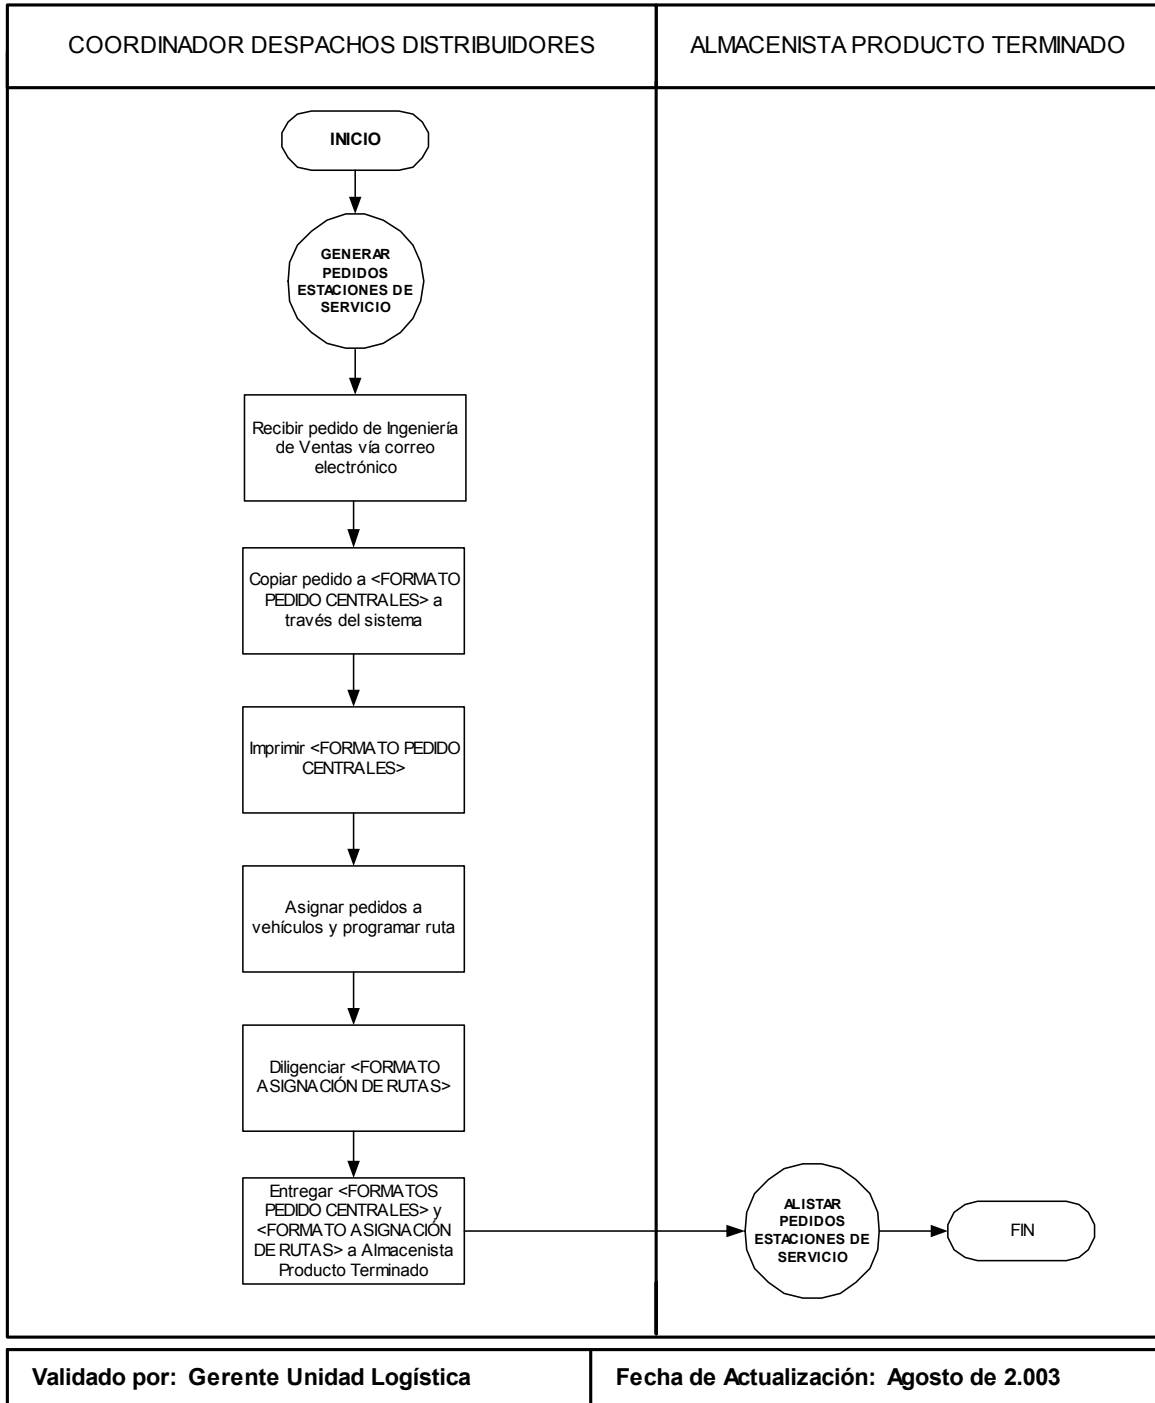 COORDINADOR DESPACHOS DISTRIBUIDORES
ALMACENISTA PRODUCTO TERMINADO
INICIO
GENERAR
PEDIDOS
ESTACIONES DE
SERVICIO
Recibir pedido de Ingeniería
de Ventas vía correo
electrónico
Copiar pedido a <FORMATO
PEDIDO CENTRALES> a
través del sistema
Imprimir <FORMATO PEDIDO
CENTRALES>
Asignar pedidos a
vehículos y programar ruta
Diligenciar <FORMATO
ASIGNACIÓN DE RUTAS>
Entregar <FORMATOS
PEDIDO CENTRALES> y
<FORMATO ASIGNACIÓN
DE RUTAS> a Almacenista
Producto Terminado
ALISTAR
PEDIDOS
ESTACIONES DE
SERVICIO
FIN
Validado por: Gerente Unidad Logística
Fecha de Actualización: Agosto de 2.003